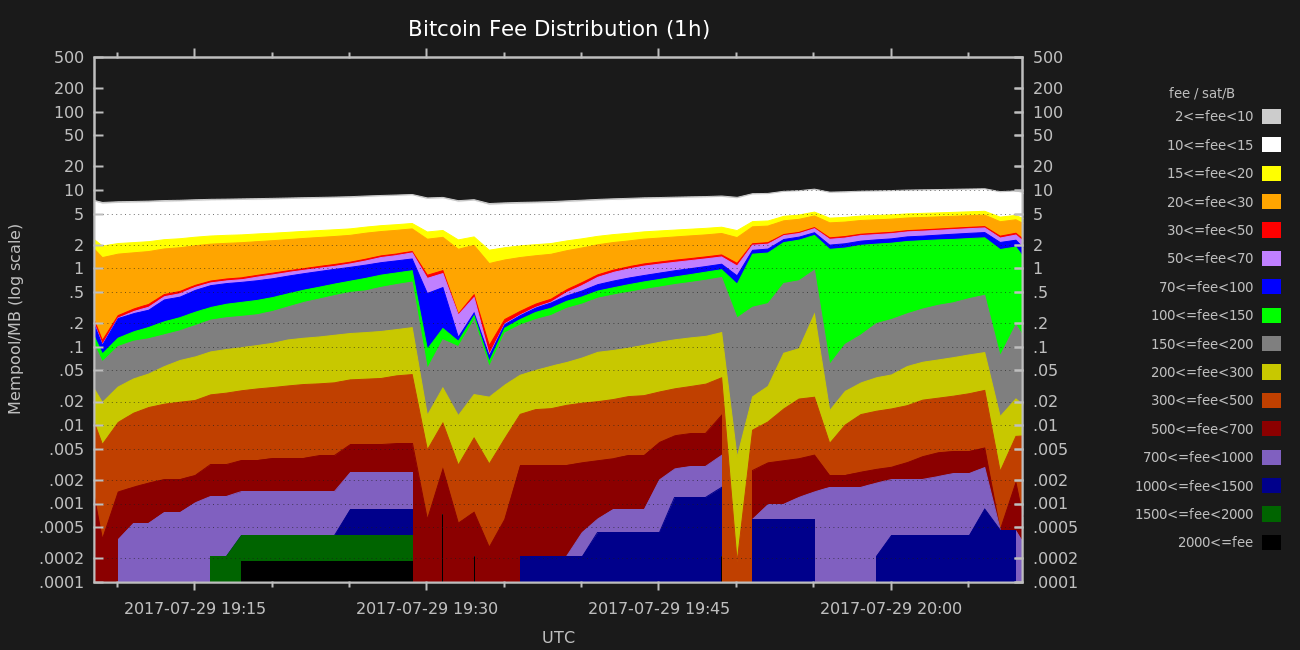 Bitcoin Fee Distribution (1h)
Mempool/MB (log scale)
500
200
100
50
20
10
5
2
1
.5
.2
.1
.05
.02
.01
.005
.002
.001
.0005
.0002
.0001
500
200
100
50
20
10
5
2
1
.5
.2
.1
.05
.02
.01
.005
.002
.001
.0005
.0002
.0001
2017-07-29 19:15
2017-07-29 19:30
2017-07-29 19:45
2017-07-29 20:00
UTC
fee / sat/B
2<=fee<10
10<=fee<15
15<=fee<20
20<=fee<30
30<=fee<50
50<=fee<70
70<=fee<100
100<=fee<150
150<=fee<200
200<=fee<300
300<=fee<500
500<=fee<700
700<=fee<1000
1000<=fee<1500
1500<=fee<2000
2000<=fee